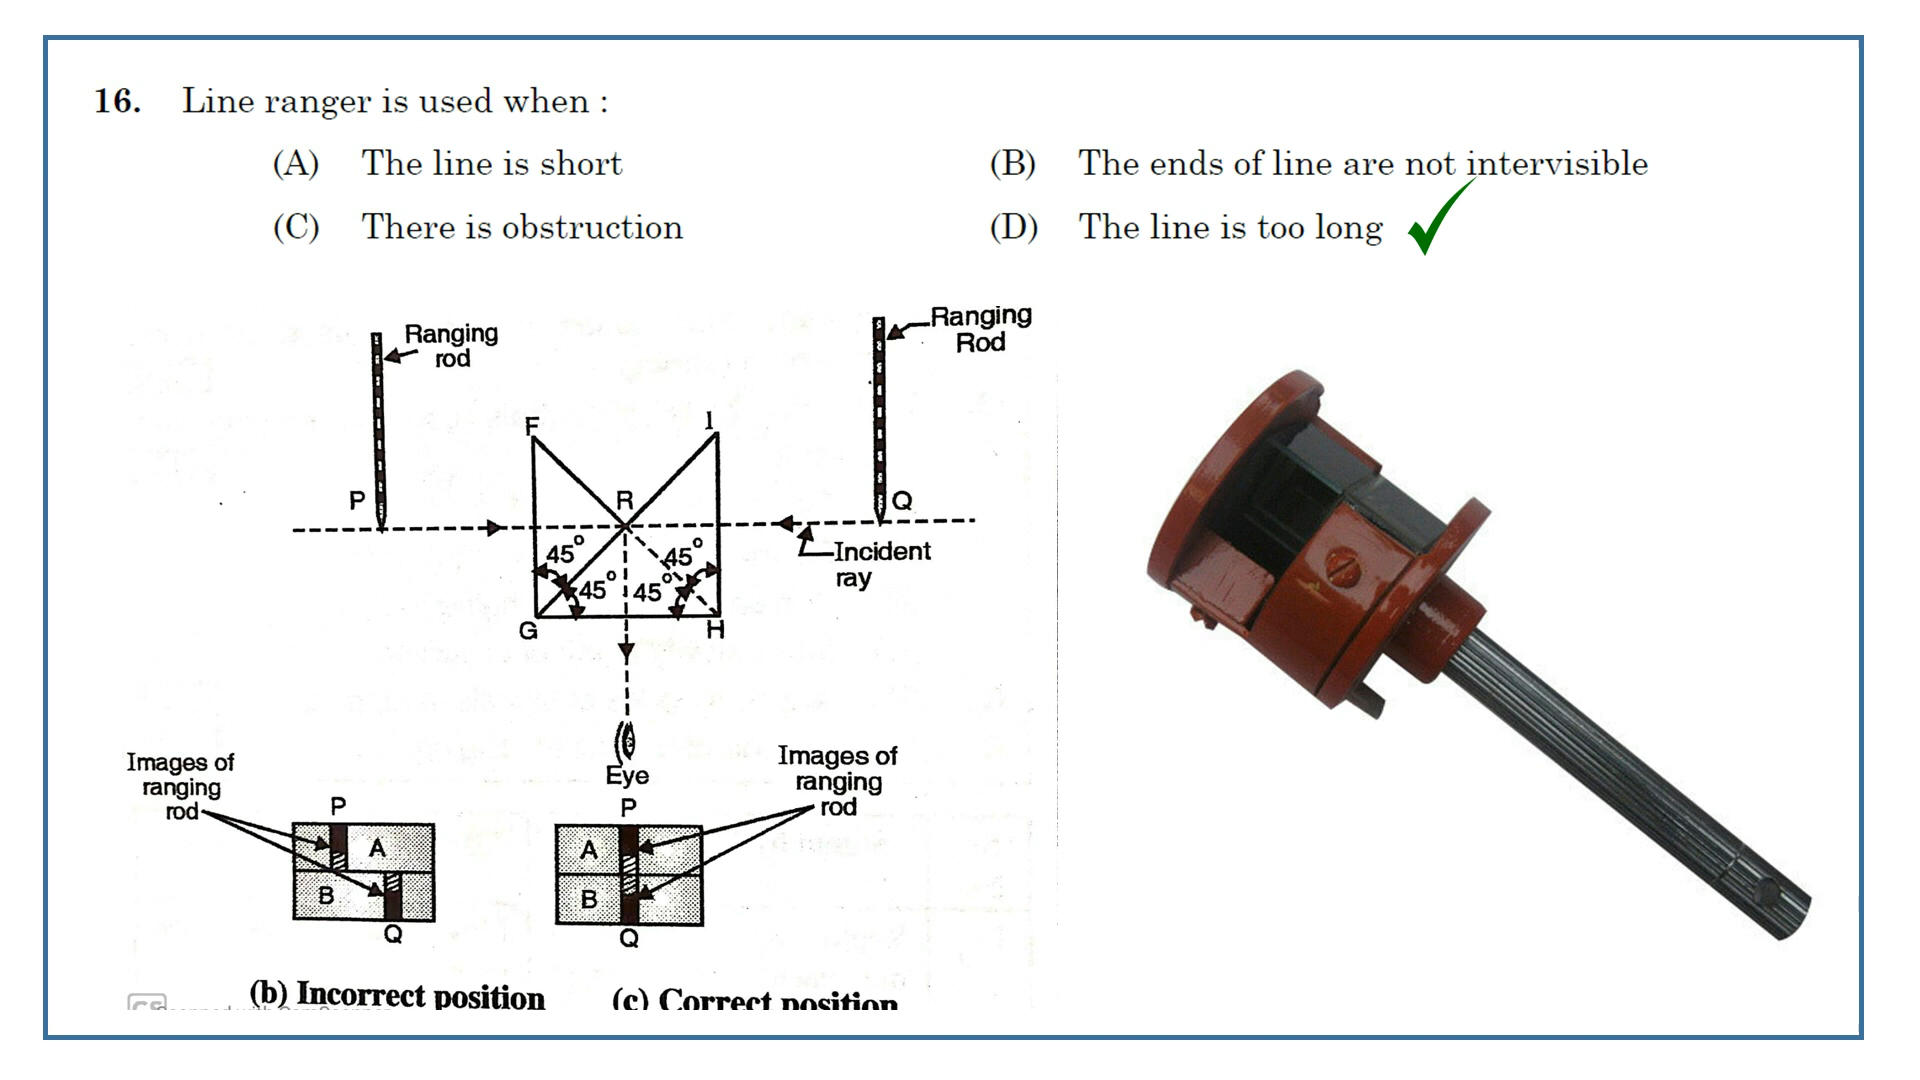 16. Line ranger is used when :
(A) The line is short
(B) The ends of line are not intervisible
(C) There is obstruction
(D) The line is too long
Ranging
rod
Ranging
Rod
F
I
P
R
Q
45°
45°
45°
45°
Incident
ray
G
H
Eye
Images of
ranging
rod
Images of
ranging
rod
P
P
A
B
A
B
Q
Q
(b) Incorrect position
(c) Correct position
CS